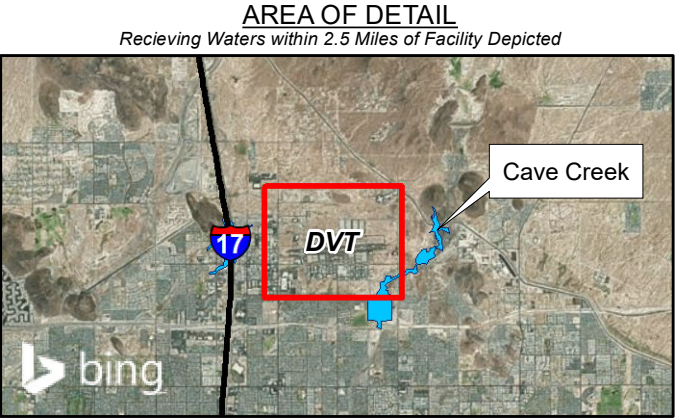 AREA OF DETAIL
Recieving Waters within 2.5 Miles of Facility Depicted
Cave Creek
17
DVT
bing